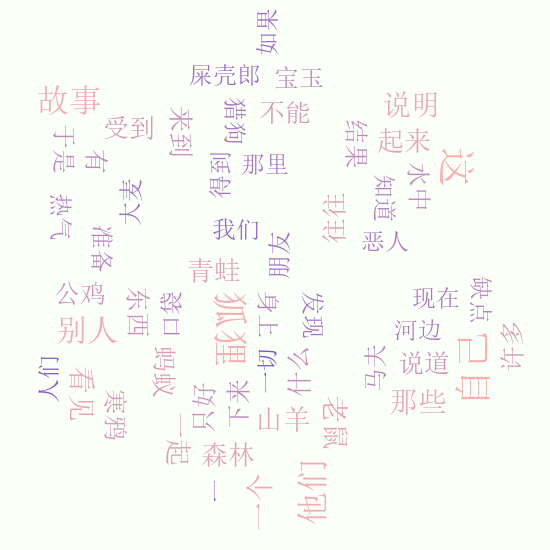 如果
屎壳郎
宝玉
故事
猎狗
不能
说明
受到
来到
起来
结果
于是
有
那里
得到
这
水中
知道
大麦
热气
往往
我们
恶人
准备
朋友
青蛙
公鸡
东西
口袋
狐狸
身上
发现
现在
缺点
别人
河边
许多
自己
说道
马夫
人们
看见
蚂蚁
一切
什么
寒鸦
只好
下来
山羊
老鼠
那些
一起
森林
一
一个
他们